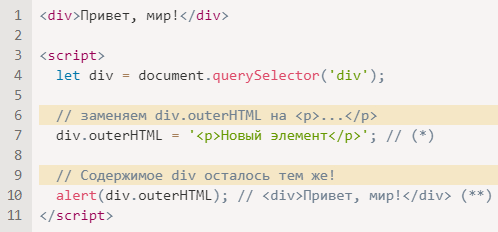 1 <div>Привет, мир!</div>
2
3 <script>
4   let div = document.querySelector('div');
5
6   // заменяем div.outerHTML на <p>...</p>
7   div.outerHTML = '<p>Новый элемент</p>'; // (*)
8
9   // Содержимое div осталось тем же!
10   alert(div.outerHTML); // <div>Привет, мир!</div> (**)
11 </script>